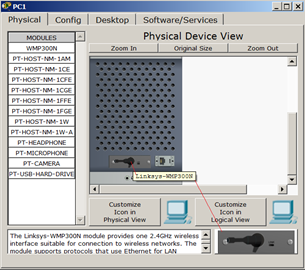 PC1
Physical Config Desktop Software/Services
MODULES
WMP300N
PT-HOST-NM-1AM
PT-HOST-NM-1CE
PT-HOST-NM-1CFE
PT-HOST-NM-1CGE
PT-HOST-NM-1FFE
PT-HOST-NM-1FGE
PT-HOST-NM-1W
PT-HOST-NM-1W-A
PT-HEADPHONE
PT-MICROPHONE
PT-CAMERA
PT-USB-HARD-DRIVE
Physical Device View
Zoom In Original Size Zoom Out
Linksys-WMP300N
Customize
Icon in
Physical View
Customize
Icon in
Logical View
The Linksys-WMP300N module provides one 2.4GHz wireless
interface suitable for connection to wireless networks. The
module supports protocols that use Ethernet for LAN